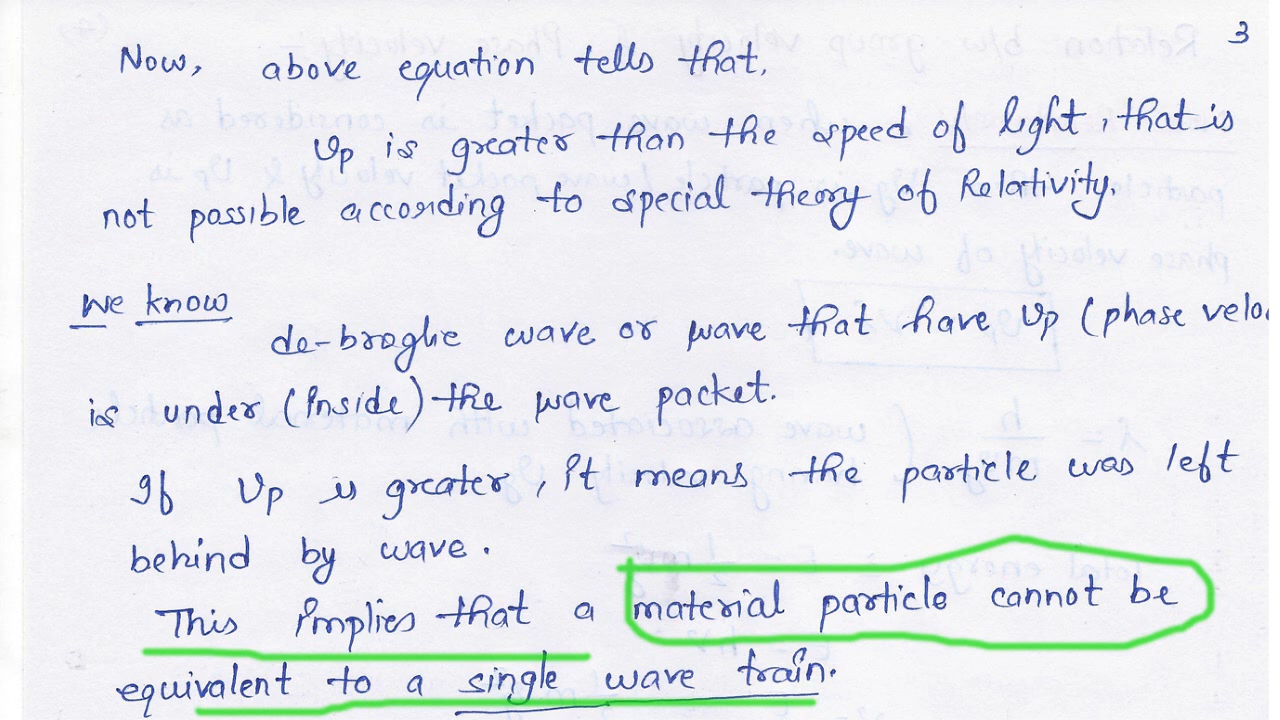 3
Now, above equation tells that,
Vp is greater than the speed of light, that is
not possible according to special theory of Relativity.
We know
de-broglie wave or wave that have Vp (phase velo
is under (Inside) the wave packet.
If Vp is greater, It means the particle was left
behind by wave.
This Implies that a material particle cannot be
equivalent to a single wave train.